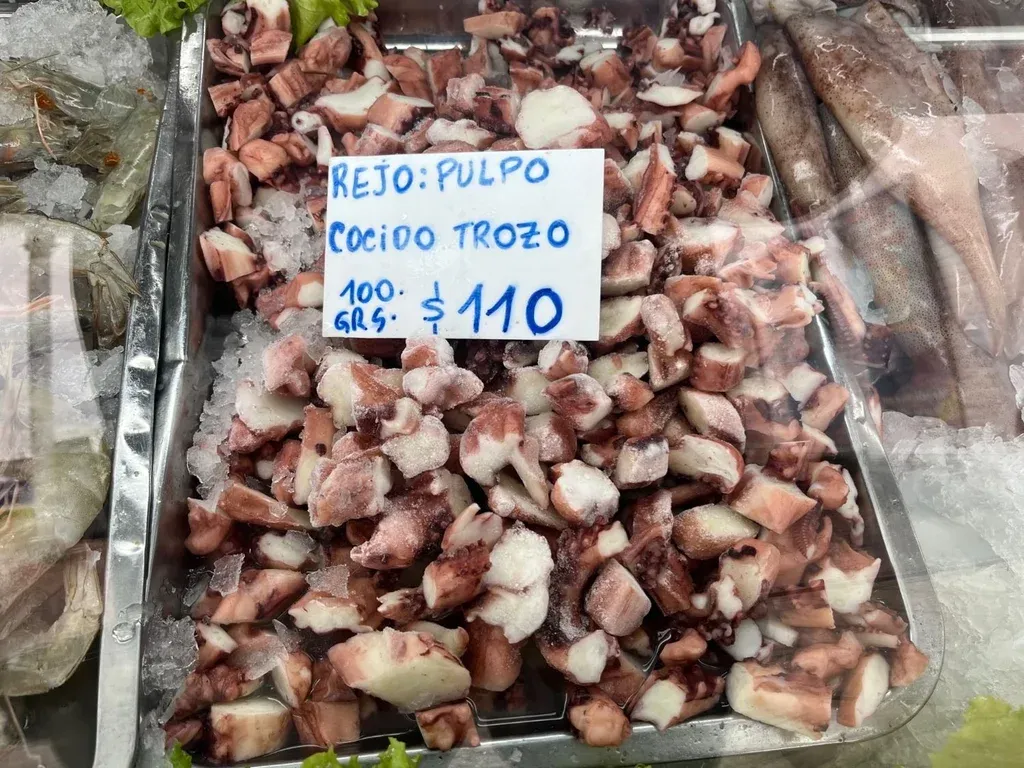 REJO: PULPO
COCIDO TROZO
100. $110
GRS.